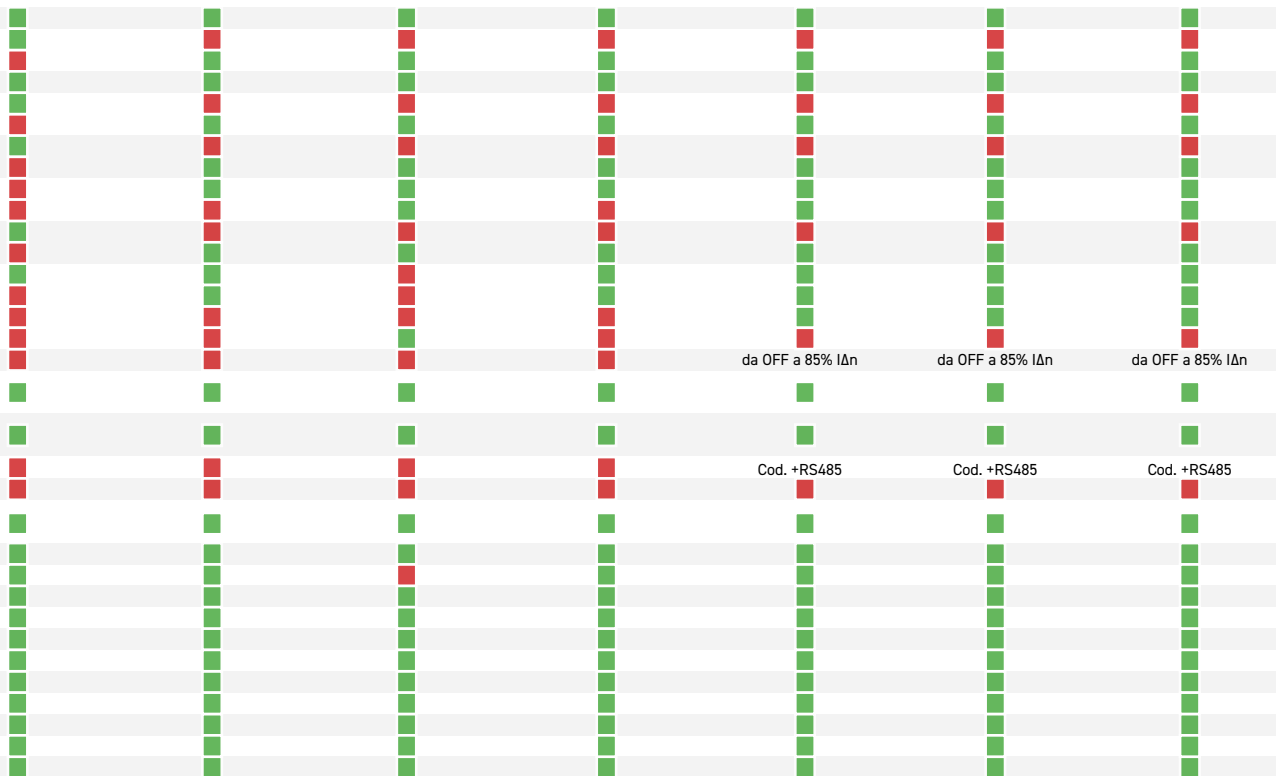 da OFF a 85% IΔn da OFF a 85% IΔn da OFF a 85% IΔn
Cod. +RS485 Cod. +RS485 Cod. +RS485